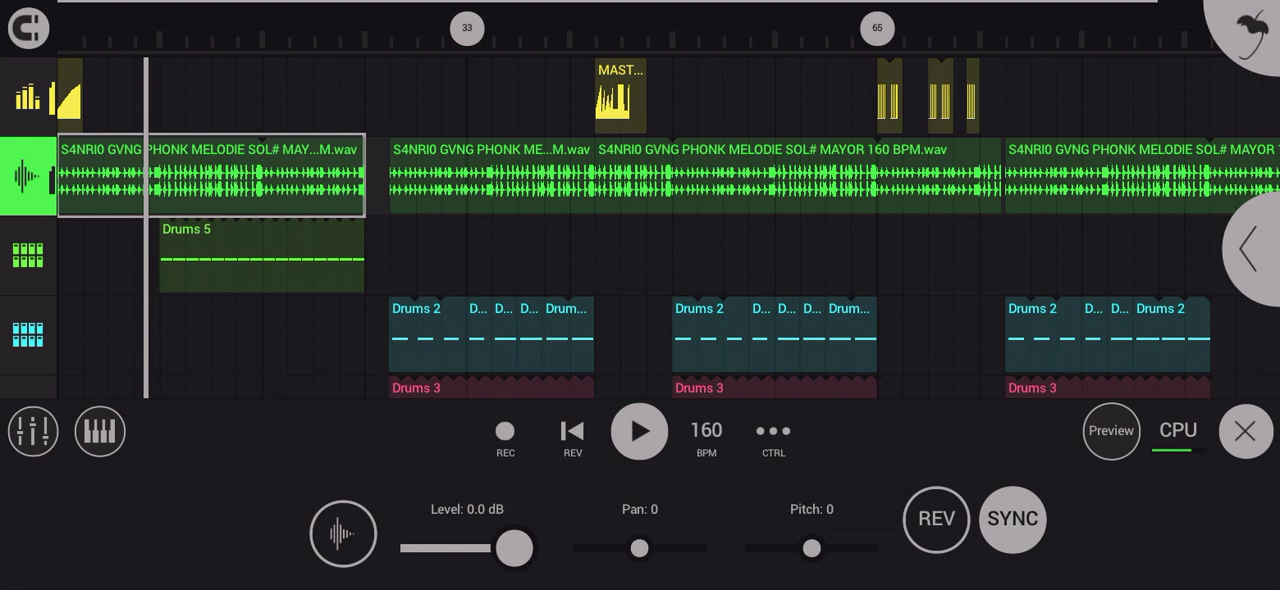 33
65
MAST...
S4NRI0 GVNG PHONK MELODIE SOL# MAY...M.wav
S4NRI0 GVNG PHONK ME...M.wav
S4NRI0 GVNG PHONK MELODIE SOL# MAYOR 160 BPM.wav
S4NRI0 GVNG PHONK MELODIE SOL# MAYOR
Drums 5
Drums 2
D...
D...
D...
Drum...
Drums 2
D...
D...
D...
Drum...
Drums 2
D...
D...
Drums 2
Drums 3
Drums 3
Drums 3
REC
REV
160
BPM
CTRL
Preview
CPU
Level: 0.0 dB
Pan: 0
Pitch: 0
REV
SYNC